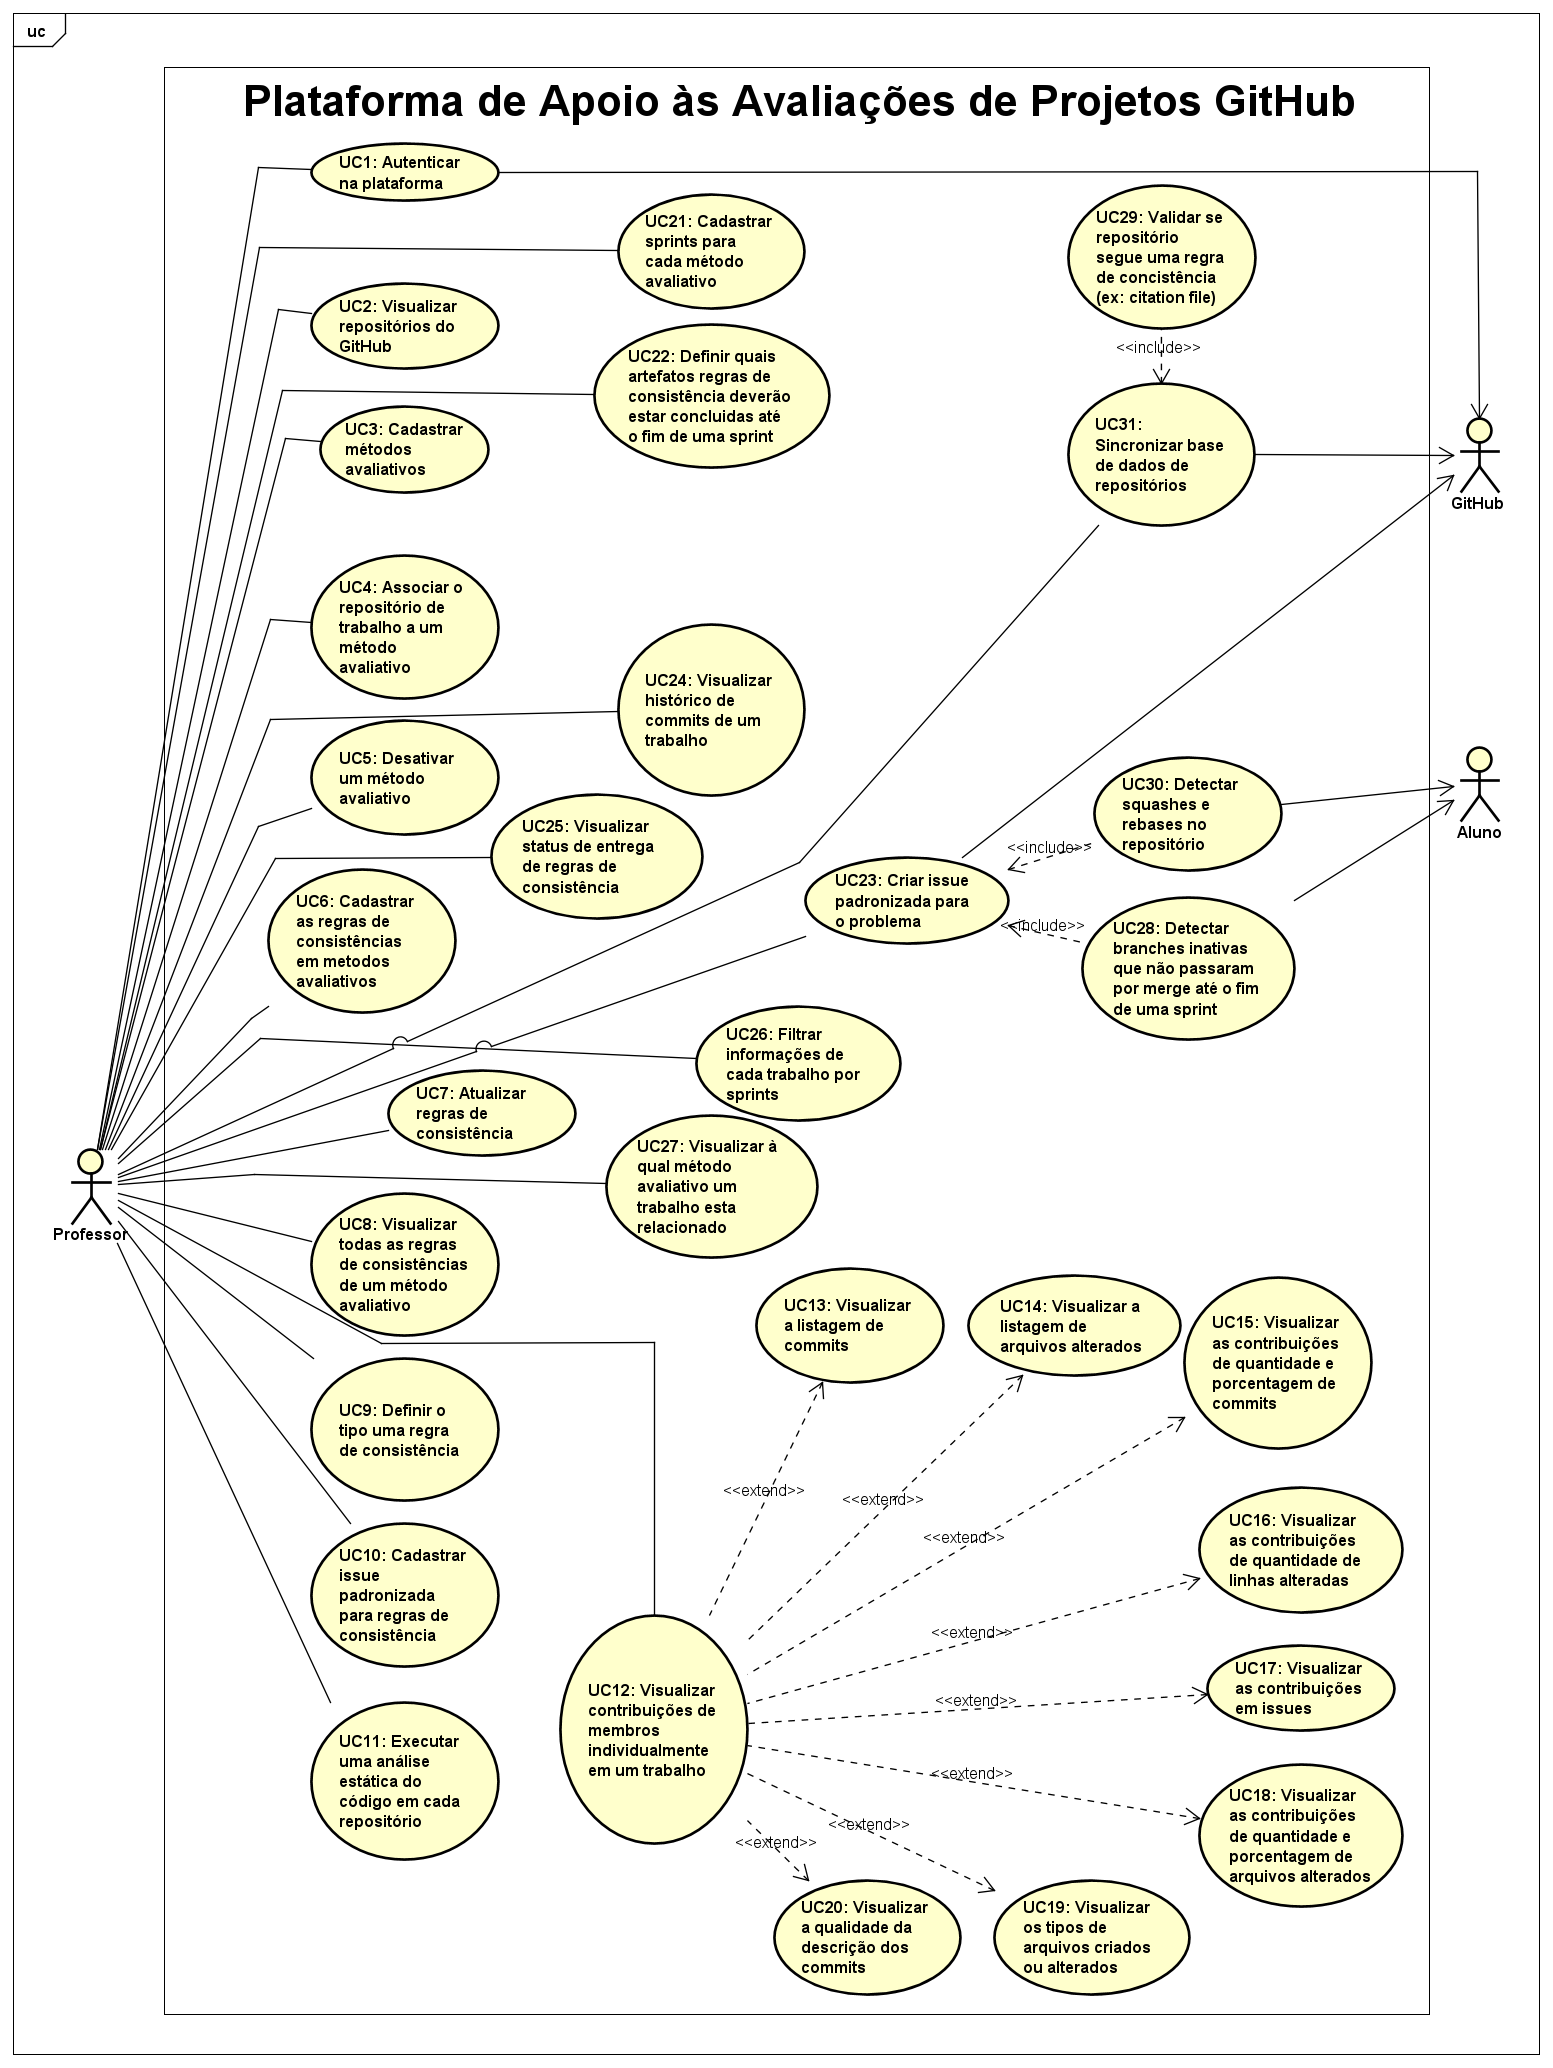 uc
Plataforma de Apoio às Avaliações de Projetos GitHub
UC1: Autenticar
na plataforma
UC21: Cadastrar
sprints para
cada método
avaliativo
UC29: Validar se
repositório
segue uma regra
de concistência
(ex: citation file)
UC2: Visualizar
repositórios do
GitHub
UC22: Definir quais
artefatos regras de
consistência deverão
estar concluidas até
o fim de uma sprint
<<include>>
UC3: Cadastrar
métodos
avaliativos
UC31:
Sincronizar base
de dados de
repositórios
GitHub
UC4: Associar o
repositório de
trabalho a um
método
avaliativo
UC24: Visualizar
histórico de
commits de um
trabalho
UC5: Desativar
um método
avaliativo
UC30: Detectar
squashes e
rebases no
repositório
Aluno
UC25: Visualizar
status de entrega
de regras de
consistência
<<include>>
UC23: Criar issue
padronizada para
o problema
<<include>>
UC6: Cadastrar
as regras de
consistências
em metodos
avaliativos
UC28: Detectar
branches inativas
que não passaram
por merge até o fim
de uma sprint
UC26: Filtrar
informações de
cada trabalho por
sprints
UC7: Atualizar
regras de
consistência
UC27: Visualizar à
qual método
avaliativo um
trabalho esta
relacionado
Professor
UC8: Visualizar
todas as regras
de consistências
de um método
avaliativo
UC13: Visualizar
a listagem de
commits
UC14: Visualizar a
listagem de
arquivos alterados
UC15: Visualizar
as contribuições
de quantidade e
porcentagem de
commits
UC9: Definir o
tipo uma regra
de consistência
<<extend>>
<<extend>>
<<extend>>
UC16: Visualizar
as contribuições
de quantidade de
linhas alteradas
UC10: Cadastrar
issue
padronizada
para regras de
consistência
<<extend>>
UC17: Visualizar
as contribuições
em issues
<<extend>>
UC12: Visualizar
contribuições de
membros
individualmente
em um trabalho
UC11: Executar
uma análise
estática do
código em cada
repositório
<<extend>>
UC18: Visualizar
as contribuições
de quantidade e
porcentagem de
arquivos alterados
<<extend>>
<<extend>>
UC20: Visualizar
a qualidade da
descrição dos
commits
UC19: Visualizar
os tipos de
arquivos criados
ou alterados